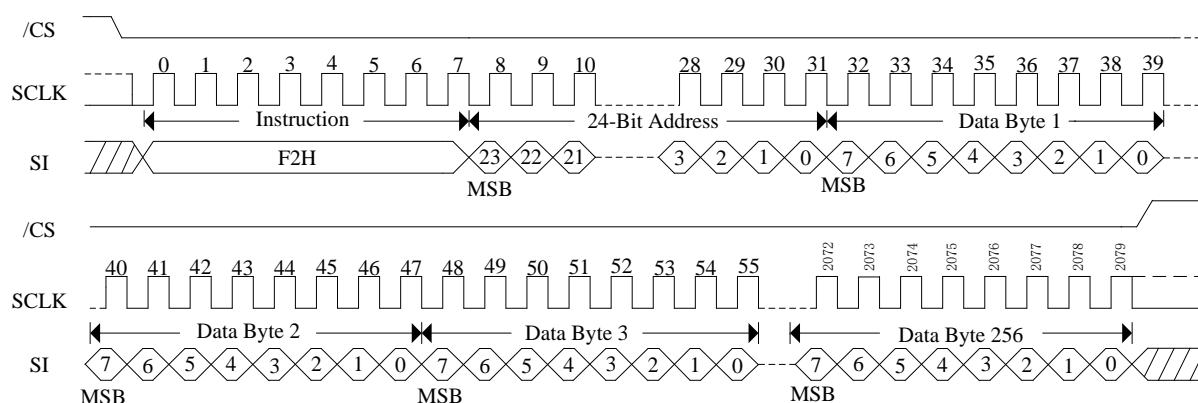 /CS
0 1 2 3 4 5 6 7 8 9 10 28 29 30 31 32 33 34 35 36 37 38 39
SCLK
Instruction 24-Bit Address Data Byte 1
SI F2H 23 22 21 3 2 1 0 7 6 5 4 3 2 1 0
MSB MSB
/CS
40 41 42 43 44 45 46 47 48 49 50 51 52 53 54 55 2072 2073 2074 2075 2076 2077 2078 2079
SCLK
Data Byte 2 Data Byte 3 Data Byte 256
SI 7 6 5 4 3 2 1 0 7 6 5 4 3 2 1 0 7 6 5 4 3 2 1 0
MSB MSB MSB